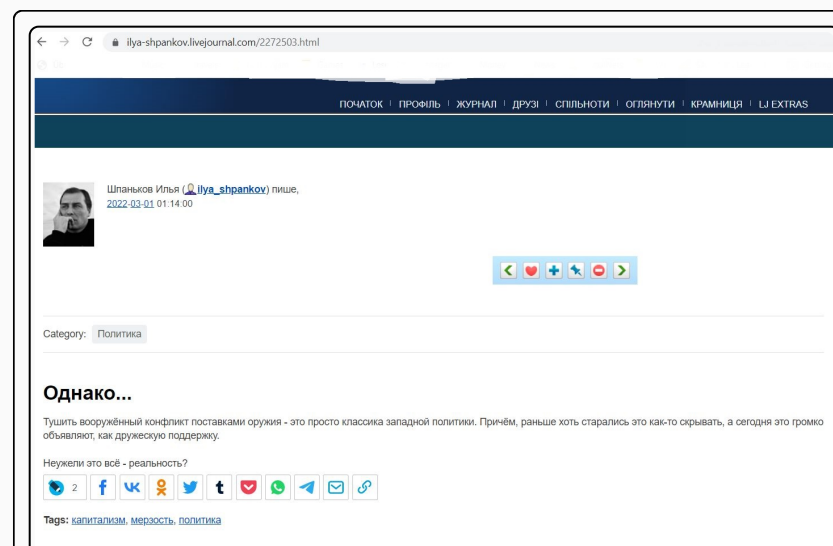 ilya-shpankov.livejournal.com/2272503.html
ПОЧАТОК | ПРОФІЛЬ | ЖУРНАЛ | ДРУЗІ | СПІЛЬНОТИ | ОГЛЯНУТИ | КРАМНИЦЯ | LJ EXTRAS
Шпаньков Илья (ilya_shpankov) пише,
2022-03-01 01:14:00
Category: Политика
Однако...
Тушить вооружённый конфликт поставками оружия - это просто классика западной политики. Причём, раньше хоть старались это как-то скрывать, а сегодня это громко
объявляют, как дружескую поддержку.
Неужели это всё - реальность?
2
Tags: капитализм, мерзость, политика